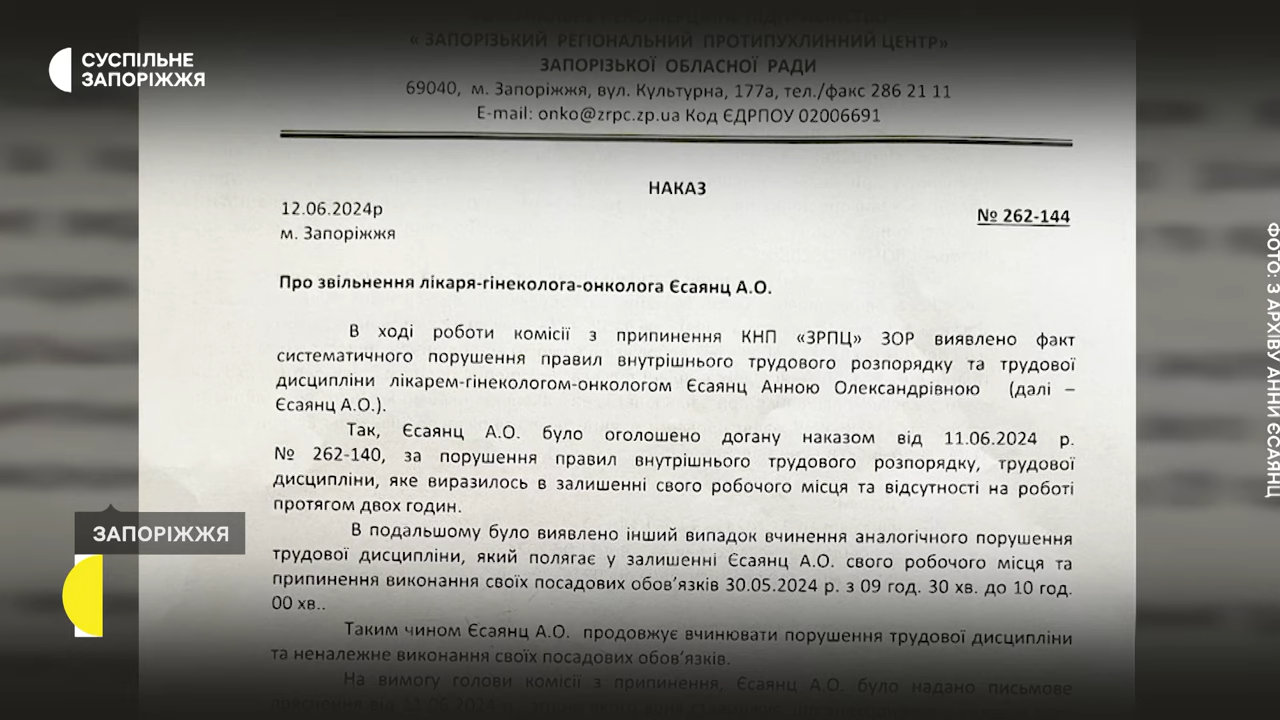 СУСПІЛЬНЕ
ЗАПОРІЖЖЯ
« ЗАПОРІЗЬКИЙ РЕГІОНАЛЬНИЙ ПРОТИПУХЛИННИЙ ЦЕНТР»
ЗАПОРІЗЬКОЇ ОБЛАСНОЇ РАДИ
69040, м. Запоріжжя, вул. Культурна, 177а, тел./факс 286 21 11
E-mail: onko@zrpc.zp.ua Код ЄДРПОУ 02006691
НАКАЗ
12.06.2024р
№ 262-144
м. Запоріжжя
Про звільнення лікаря-гінеколога-онколога Єсаянц А.О.
В ході роботи комісії з припинення КНП «ЗРПЦ» ЗОР виявлено факт
систематичного порушення правил внутрішнього трудового розпорядку та трудової
дисципліни лікарем-гінекологом-онкологом Єсаянц Анною Олександрівною (далі –
Єсаянц А.О.).
Так, Єсаянц А.О. було оголошено догану наказом від 11.06.2024 р.
№ 262-140, за порушення правил внутрішнього трудового розпорядку, трудової
дисципліни, яке виразилось в залишенні свого робочого місця та відсутності на роботі
протягом двох годин.
В подальшому було виявлено інший випадок вчинення аналогічного порушення
трудової дисципліни, який полягає у залишенні Єсаянц А.О. свого робочого місця та
припинення виконання своїх посадових обов’язків 30.05.2024 р. з 09 год. 30 хв. до 10 год.
00 хв..
Таким чином Єсаянц А.О. продовжує вчинювати порушення трудової дисципліни
та неналежне виконання своїх посадових обов’язків.
На вимогу голови комісії з припинення, Єсаянц А.О. було надано письмове
ЗАПОРІЖЖЯ
ФОТО: З АРХІВУ АННИ ЄСАЯНЦ